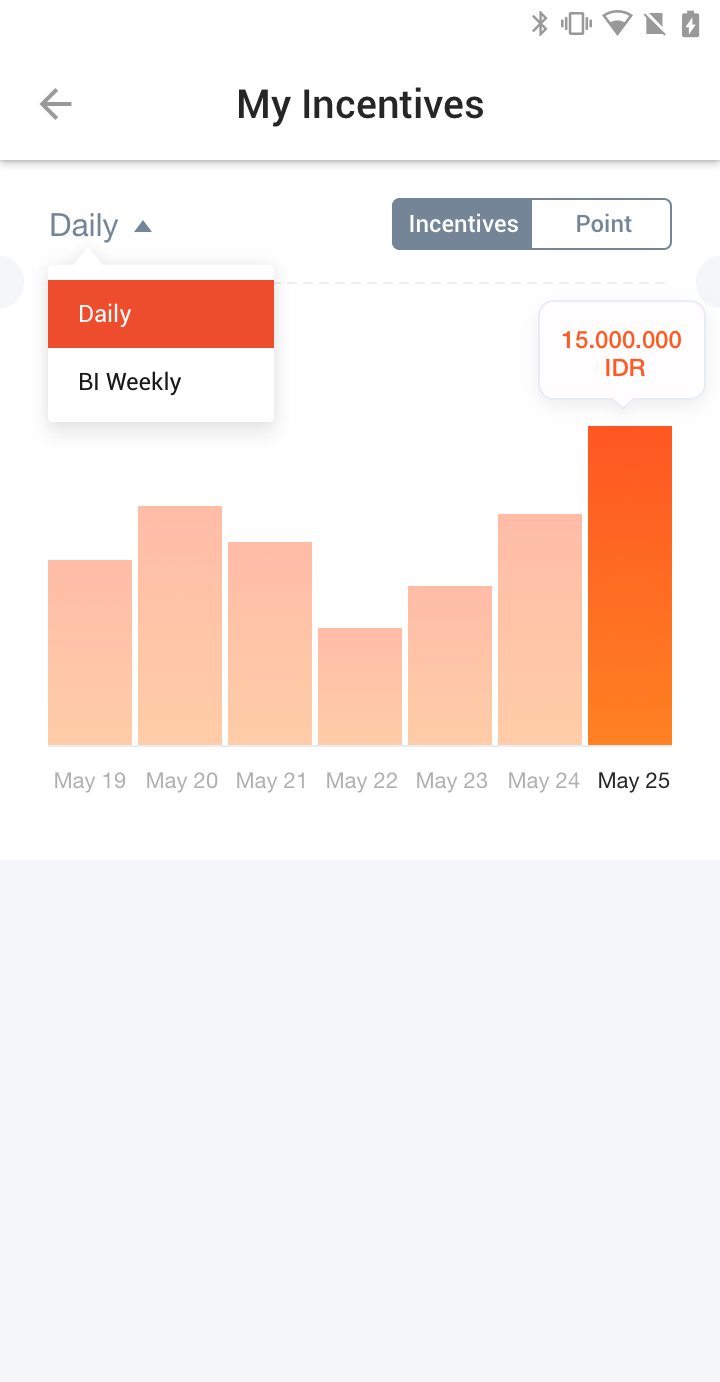 My Incentives
Daily
Incentives
Point
Daily
BI Weekly
15.000.000
IDR
May 19
May 20
May 21
May 22
May 23
May 24
May 25